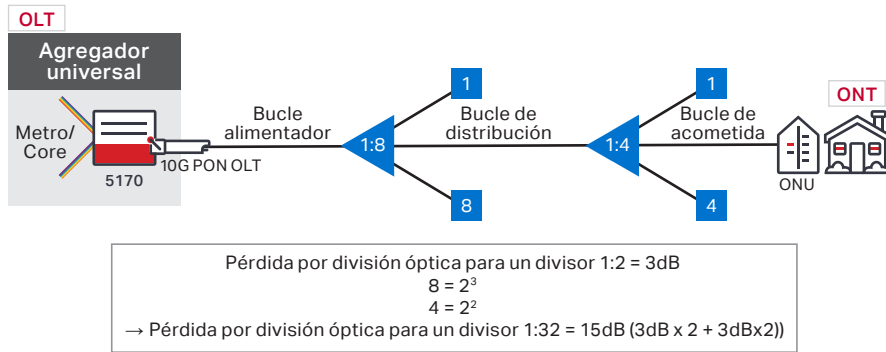 OLT
Agregador
universal
Metro/
Core
5170
10G PON OLT
Bucle
alimentador
1:8
1
8
Bucle de
distribución
1:4
1
4
Bucle de
acometida
ONU
ONT
Pérdida por división óptica para un divisor 1:2 = 3dB
8 = 2³
4 = 2²
→ Pérdida por división óptica para un divisor 1:32 = 15dB (3dB x 2 + 3dBx2))